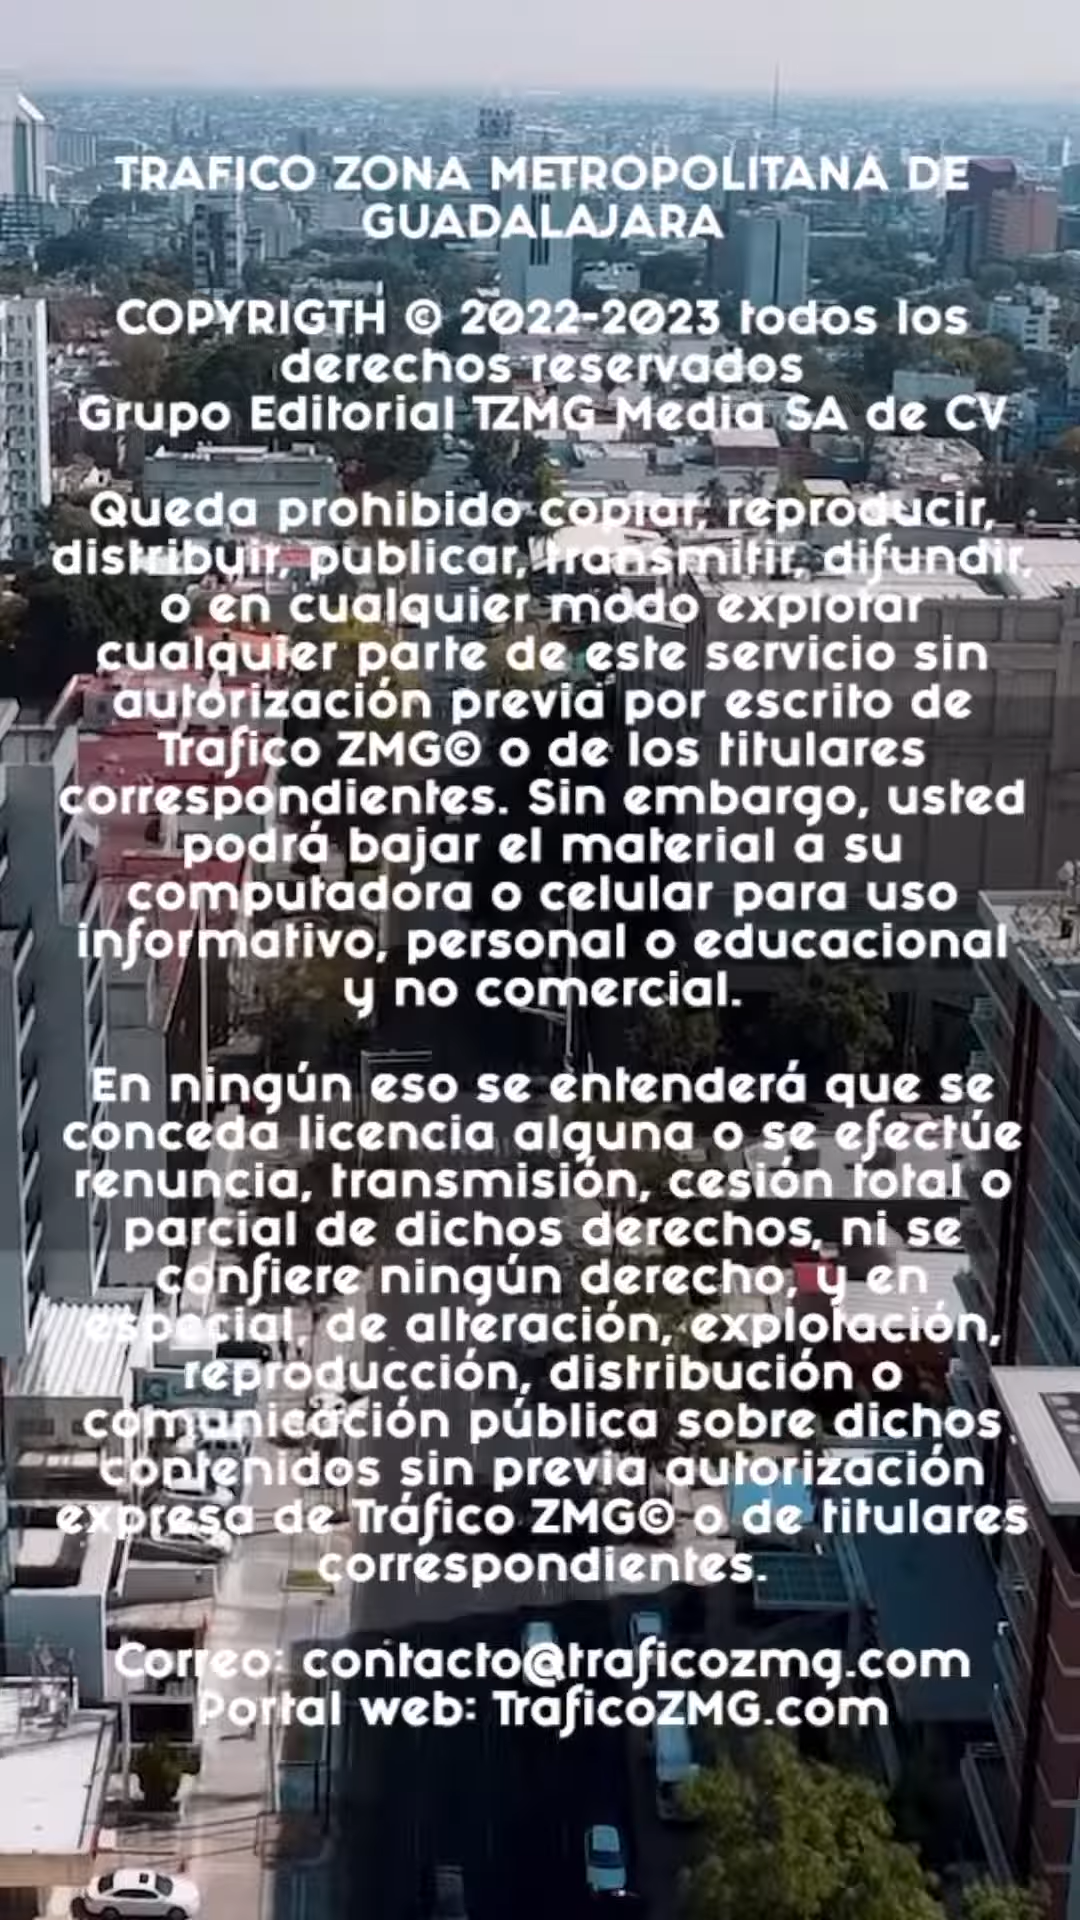 TRAFICO ZONA METROPOLITANA DE
GUADALAJARA
COPYRIGTH © 2022-2023 todos los
derechos reservados
Grupo Editorial TZMG Media SA de CV
Queda prohibido copiar, reproducir,
distribuir, publicar, transmitir, difundir,
o en cualquier modo explotar
cualquier parte de este servicio sin
autorización previa por escrito de
Trafico ZMG© o de los titulares
correspondientes. Sin embargo, usted
podrá bajar el material a su
computadora o celular para uso
informativo, personal o educacional
y no comercial.
En ningún eso se entenderá que se
conceda licencia alguna o se efectúe
renuncia, transmisión, cesión total o
parcial de dichos derechos, ni se
confiere ningún derecho, y en
especial, de alteración, explotación,
reproducción, distribución o
comunicación pública sobre dichos
contenidos sin previa autorización
expresa de Tráfico ZMG© o de titulares
correspondientes.
Correo: contacto@traficozmg.com
Portal web: TraficoZMG.com